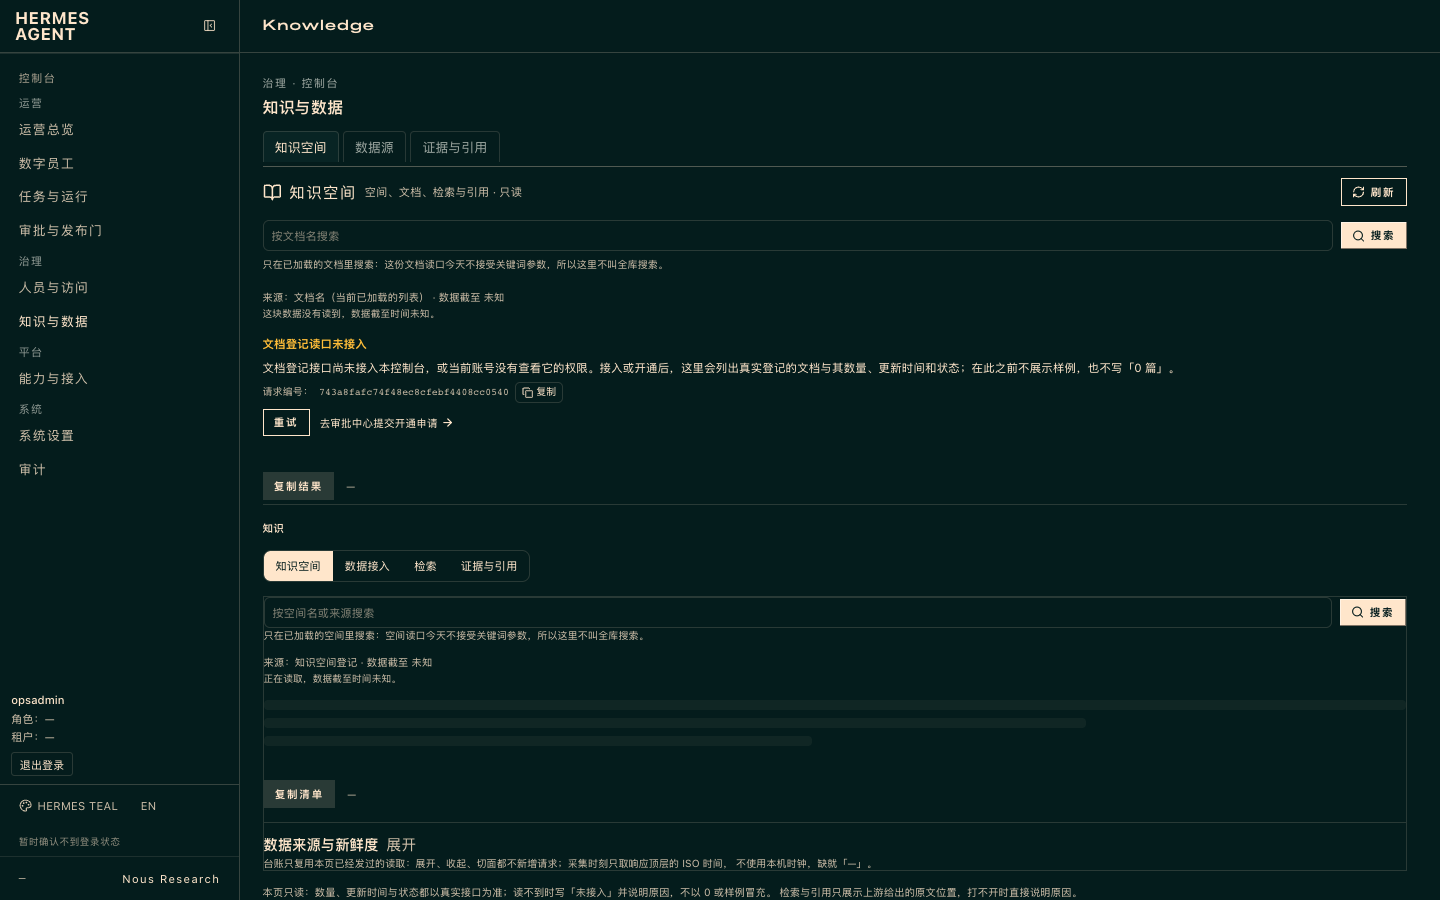 HERMES
AGENT
Knowledge
控制台
运营
运营总览
数字员工
任务与运行
审批与发布门
治理
人员与访问
知识与数据
平台
能力与接入
系统
系统设置
审计
opsadmin
角色： —
租户： —
退出登录
HERMES TEAL EN
暂时确认不到登录状态
— Nous Research
治理 · 控制台
知识与数据
知识空间 数据源 证据与引用
知识空间 空间、文档、检索与引用 · 只读 刷新
按文档名搜索 搜索
只在已加载的文档里搜索：这份文档读口今天不接受关键词参数，所以这里不叫全库搜索。
来源：文档名（当前已加载的列表） · 数据截至 未知
这块数据没有读到，数据截至时间未知。
文档登记读口未接入
文档登记接口尚未接入本控制台，或当前账号没有查看它的权限。接入或开通后，这里会列出真实登记的文档与其数量、更新时间和状态；在此之前不展示样例，也不写「0 篇」。
请求编号： 743a8fafc74f48ec8cfebf4408cc0540 复制
重试 去审批中心提交开通申请 →
复制结果 —
知识
知识空间 数据接入 检索 证据与引用
按空间名或来源搜索 搜索
只在已加载的空间里搜索：空间读口今天不接受关键词参数，所以这里不叫全库搜索。
来源：知识空间登记 · 数据截至 未知
正在读取，数据截至时间未知。
复制清单 —
数据来源与新鲜度 展开
台账只复用本页已经发过的读取：展开、收起、切面都不新增请求；采集时刻只取响应顶层的 ISO 时间， 不使用本机时钟，缺就「—」。
本页只读：数量、更新时间与状态都以真实接口为准；读不到时写「未接入」并说明原因，不以 0 或样例冒充。 检索与引用只展示上游给出的原文位置，打不开时直接说明原因。